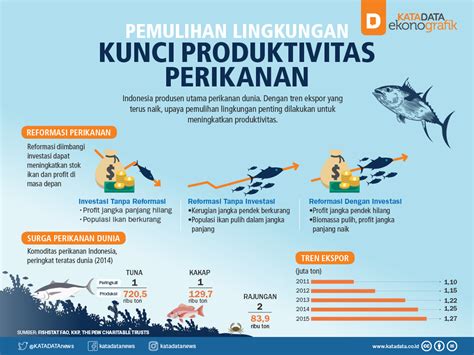 PEMULIHAN LINGKUNGAN
KUNCI PRODUKTIVITAS
PERIKANAN
D
KATADATA
ekonografik
Indonesia produsen utama perikanan dunia. Dengan tren ekspor yang
terus naik, upaya pemulihan lingkungan penting dilakukan untuk
meningkatkan produktivitas.
REFORMASI PERIKANAN
Reformasi diimbangi
investasi dapat
meningkatkan stok
ikan dan profit di
masa depan
Investasi Tanpa Reformasi
• Profit jangka panjang hilang
• Populasi Ikan berkurang
Reformasi Tanpa Investasi
• Kerugian jangka pendek berkurang
• Populasi ikan pulih dalam jangka
panjang
Reformasi Dengan Investasi
• Profit jangka pendek hilang
• Biomassa pulih, profit jangka
panjang naik
SURGA PERIKANAN DUNIA
Komoditas perikanan Indonesia,
peringkat teratas dunia (2014)
TUNA
KAKAP
Peringkat
1
1
Produksi
720,5
ribu ton
129,7
ribu ton
RAJUNGAN
2
83,9
ribu ton
TREN EKSPOR
(juta ton)
2011 1,10
2012 1,15
2013 1,22
2014 1,25
2015 1,27
SUMBER: FISHSTAT FAO, KKP, THE PEW CHARITABLE TRUSTS
@KATADATAnews
katadatanews
katadatanews
www.katadata.co.id